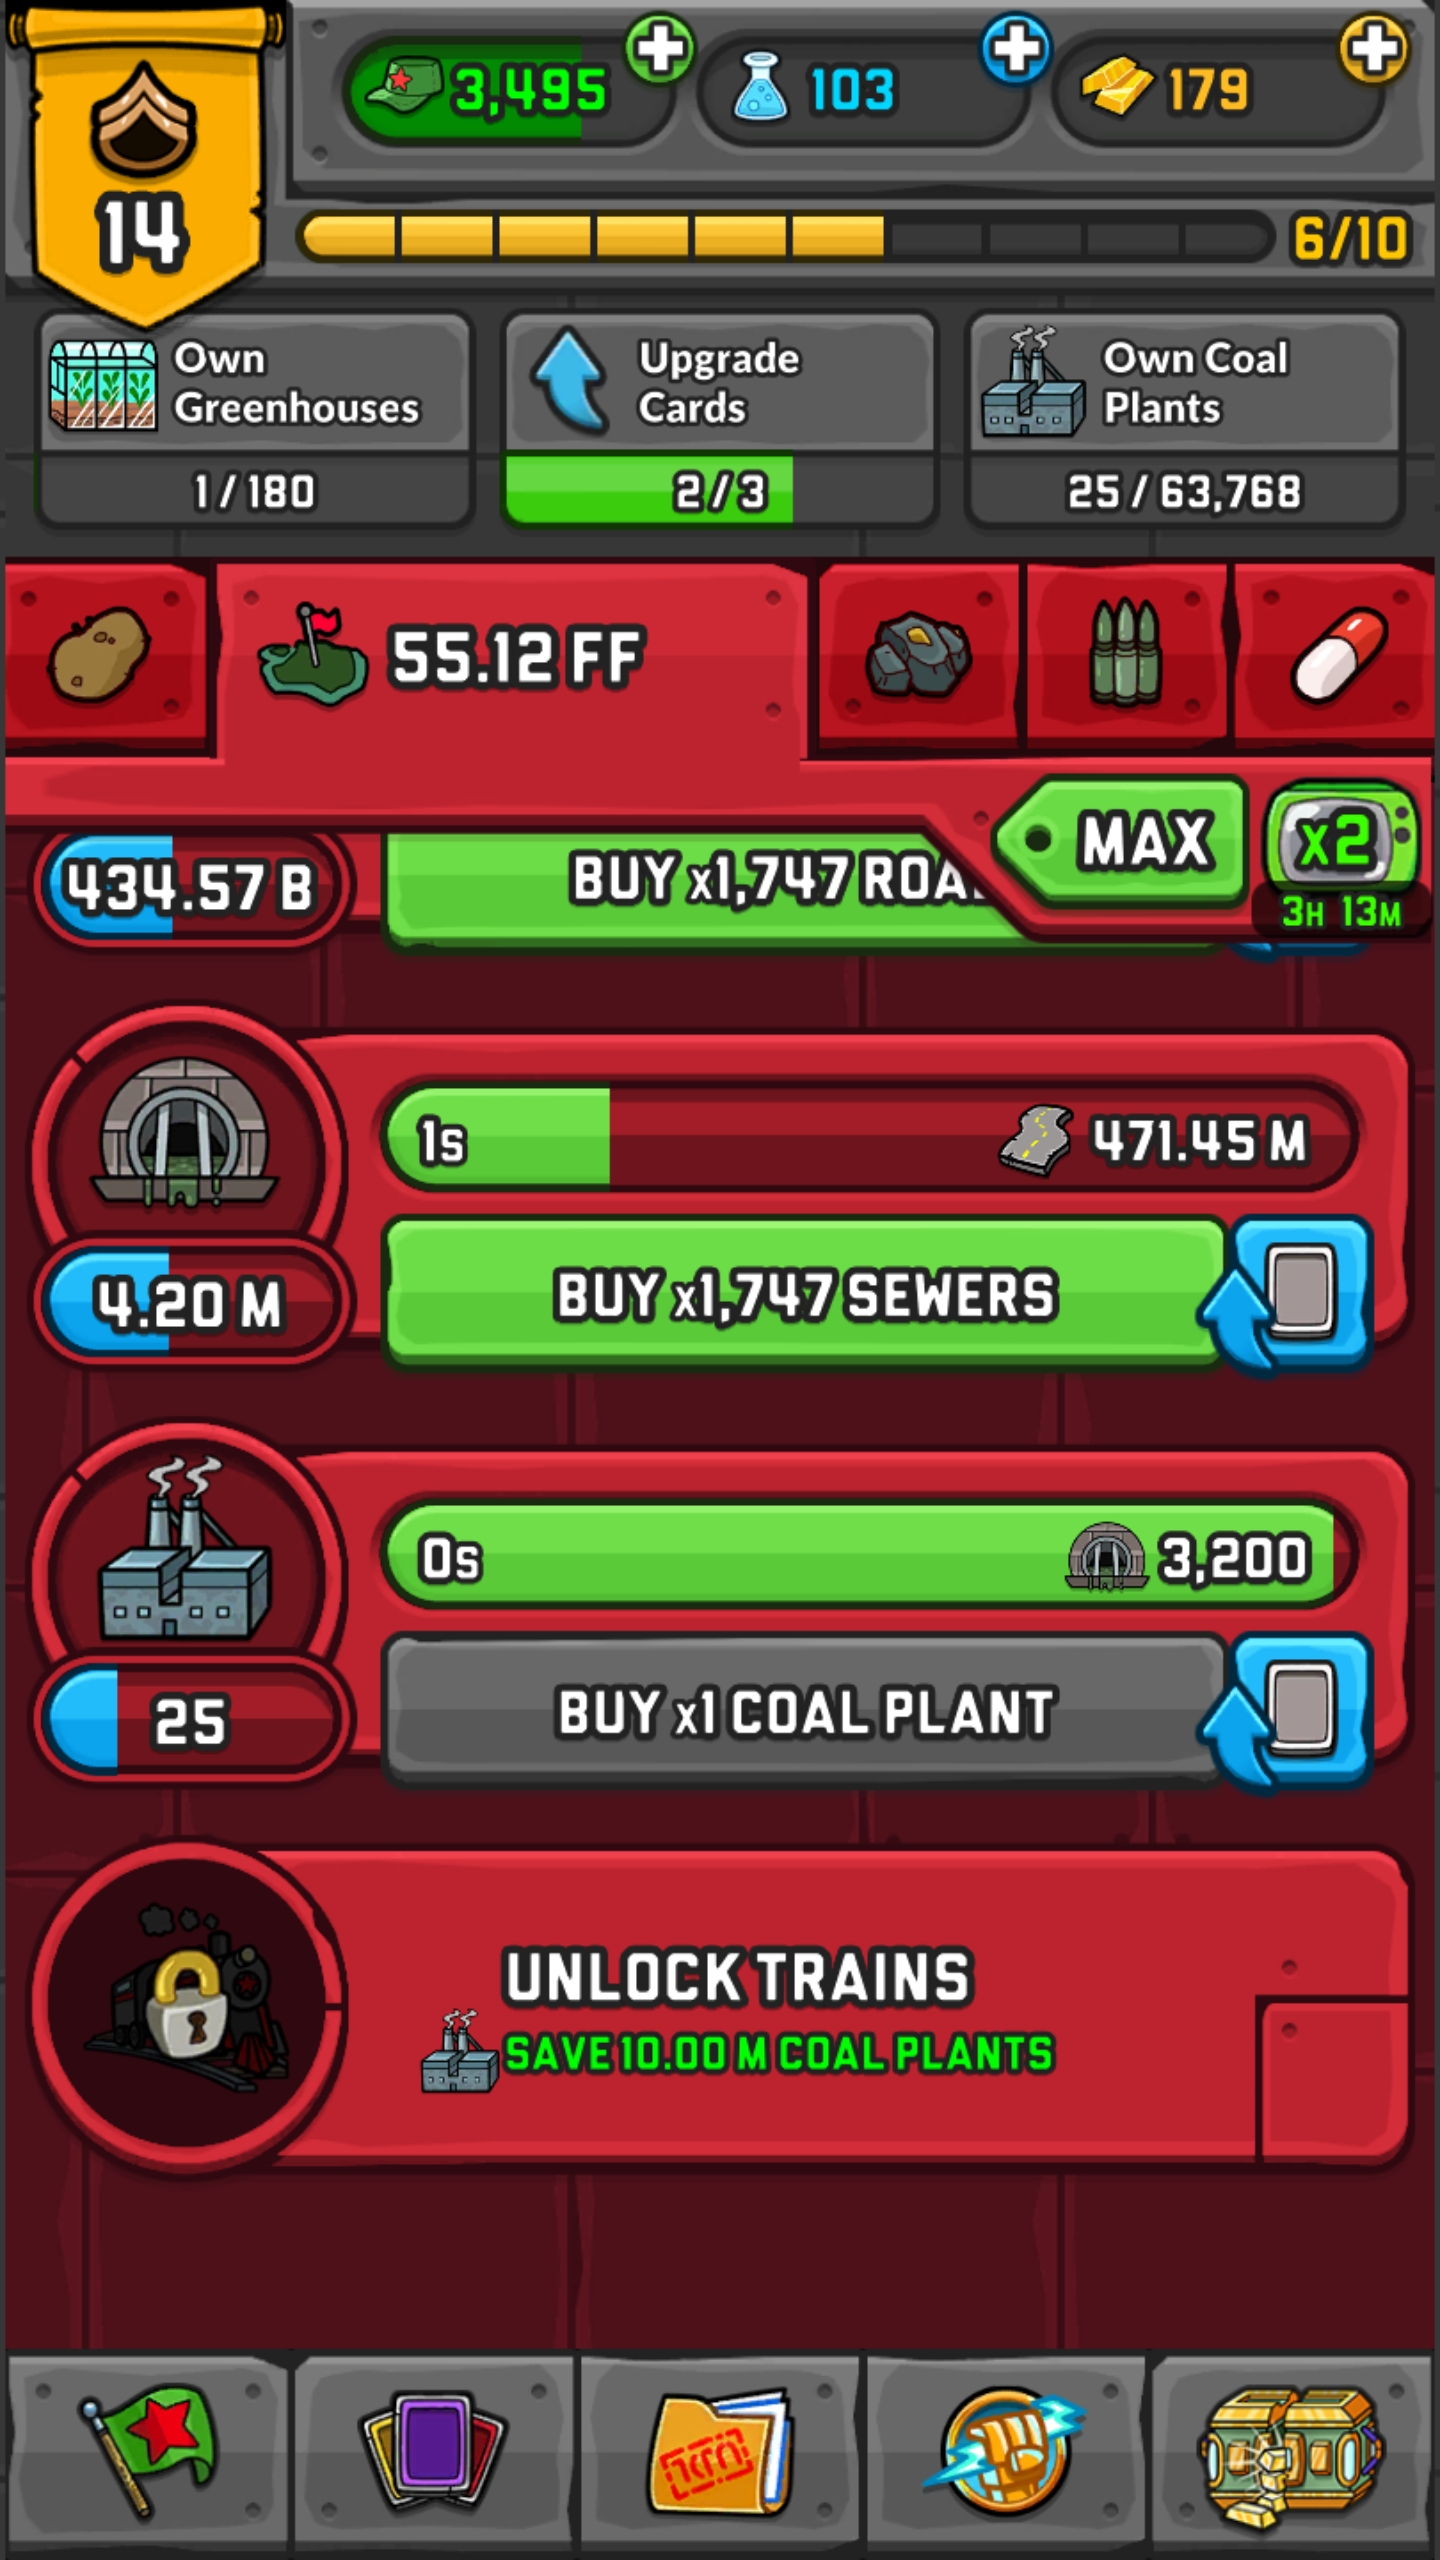 3,495
103
179
14
6/10
Own
Greenhouses
1/180
Upgrade
Cards
2/3
Own Coal
Plants
25/63,768
55.12 FF
MAX
x2
3H 13M
434.57 B
BUY x1,747
1s
471.45 M
4.20 M
BUY x1,747 SEWERS
0s
3,200
25
BUY x1 COAL PLANT
UNLOCK TRAINS
SAVE 10.00 M COAL PLANTS